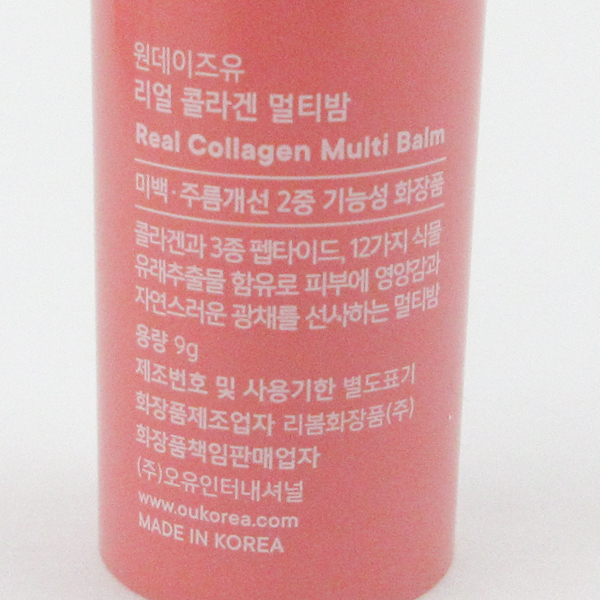 원데이즈유
리얼 콜라겐 멀티밤
Real Collagen Multi Balm
미백·주름개선 2중 기능성 화장품
콜라겐과 3종 펩타이드, 12가지 식물
유래추출물 함유로 피부에 영양감과
자연스러운 광채를 선사하는 멀티밤
용량 9g
제조번호 및 사용기한 별도표기
화장품제조업자 리봄화장품(주)
화장품책임판매업자
(주)오유인터내셔널
www.oukorea.com
MADE IN KOREA